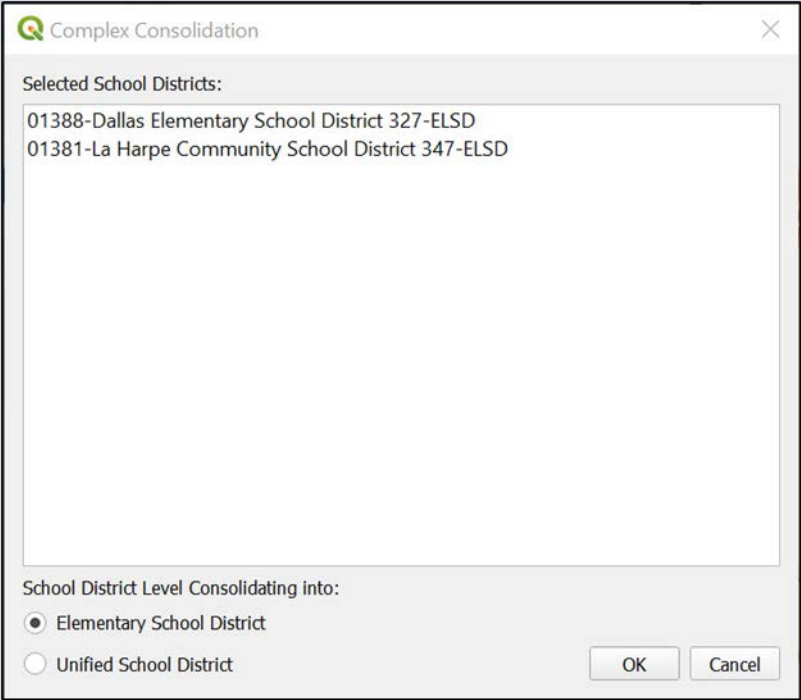 Complex Consolidation
Selected School Districts:
01388-Dallas Elementary School District 327-ELSD
01381-La Harpe Community School District 347-ELSD
School District Level Consolidating into:
Elementary School District
Unified School District
OK Cancel